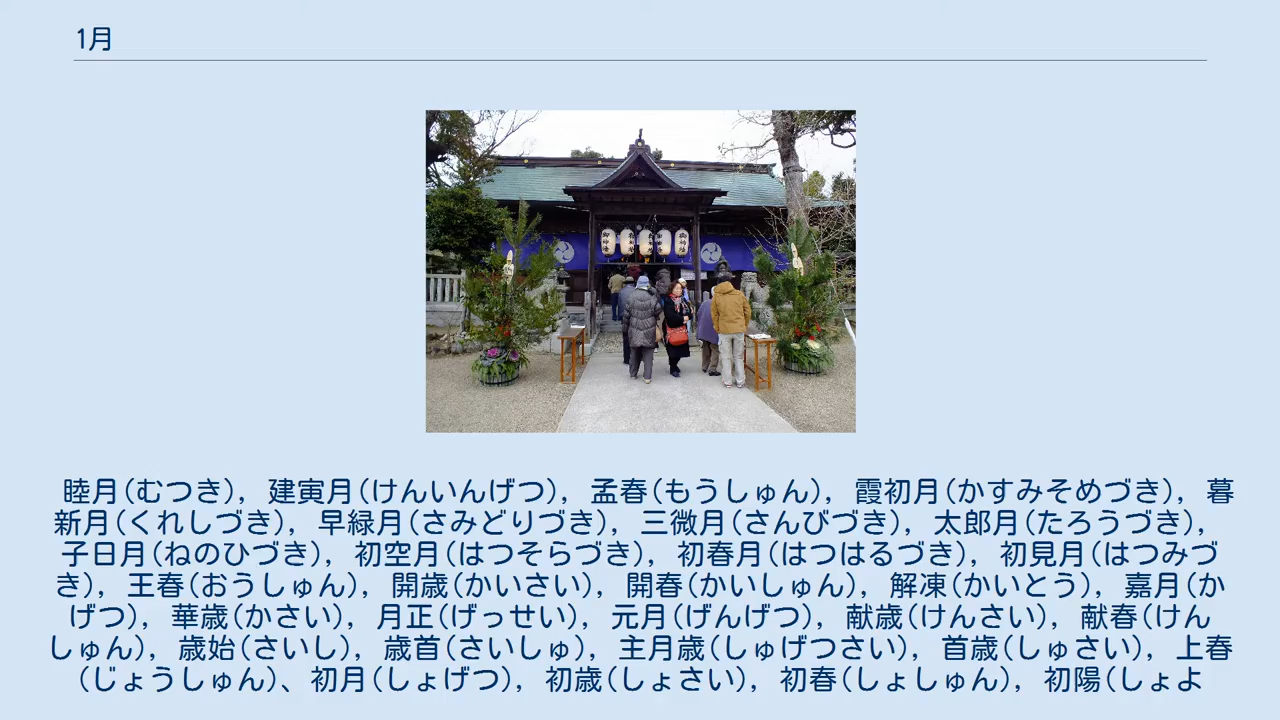 1月
御神燈
睦月(むつき), 建寅月(けんいんげつ), 孟春(もうしゅん), 霞初月(かすみそめづき), 暮
新月(くれしづき), 早緑月(さみどりづき), 三微月(さんびづき), 太郎月(たろうづき),
子日月(ねのひづき), 初空月(はつそらづき), 初春月(はつはるづき), 初見月(はつみづ
き), 王春(おうしゅん), 開歳(かいさい), 開春(かいしゅん), 解凍(かいとう), 嘉月(か
げつ), 華歳(かさい), 月正(げっせい), 元月(げんげつ), 献歳(けんさい), 献春(けん
しゅん), 歳始(さいし), 歳首(さいしゅ), 主月歳(しゅげつさい), 首歳(しゅさい), 上春
(じょうしゅん)、初月(しょげつ), 初歳(しょさい), 初春(しょしゅん), 初陽(しょよ